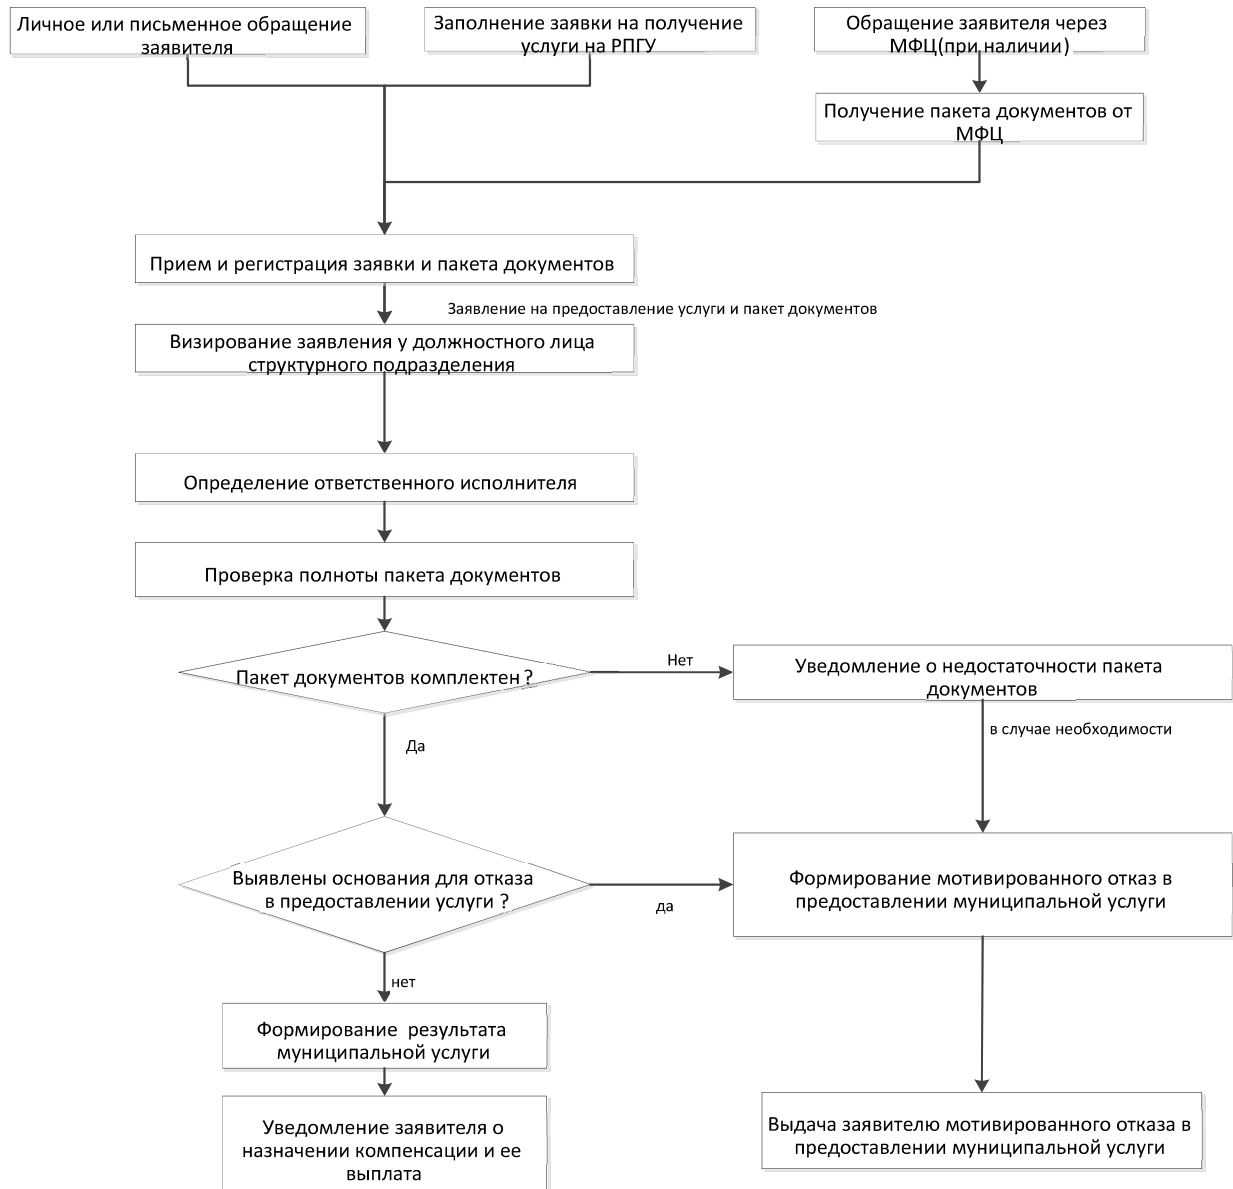 Личное или письменное обращение
заявителя
Заполнение заявки на получение
услуги на РПГУ
Обращение заявителя через
МФЦ(при наличии)
Получение пакета документов от
МФЦ
Прием и регистрация заявки и пакета документов
Заявление на предоставление услуги и пакет документов
Визирование заявления у должностного лица
структурного подразделения
Определение ответственного исполнителя
Проверка полноты пакета документов
Пакет документов комплектен ?
Нет
Уведомление о недостаточности пакета
документов
в случае необходимости
Да
Выявлены основания для отказа
в предоставлении услуги ?
да
Формирование мотивированного отказ в
предоставлении муниципальной услуги
нет
Формирование результата
муниципальной услуги
Уведомление заявителя о
назначении компенсации и ее
выплата
Выдача заявителю мотивированного отказа в
предоставлении муниципальной услуги